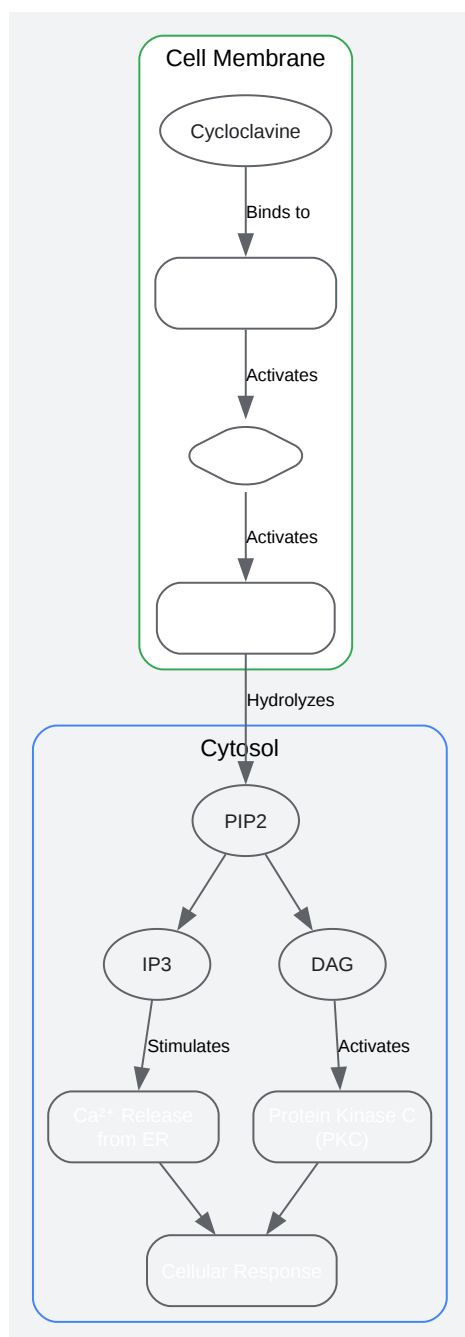 Cell Membrane
Cycloclavine
Binds to
Activates
Activates
Hydrolyzes
Cytosol
PIP2
IP3
DAG
Stimulates
Activates
Ca²⁺ Release
from ER
Protein Kinase C
(PKC)
Cellular Response